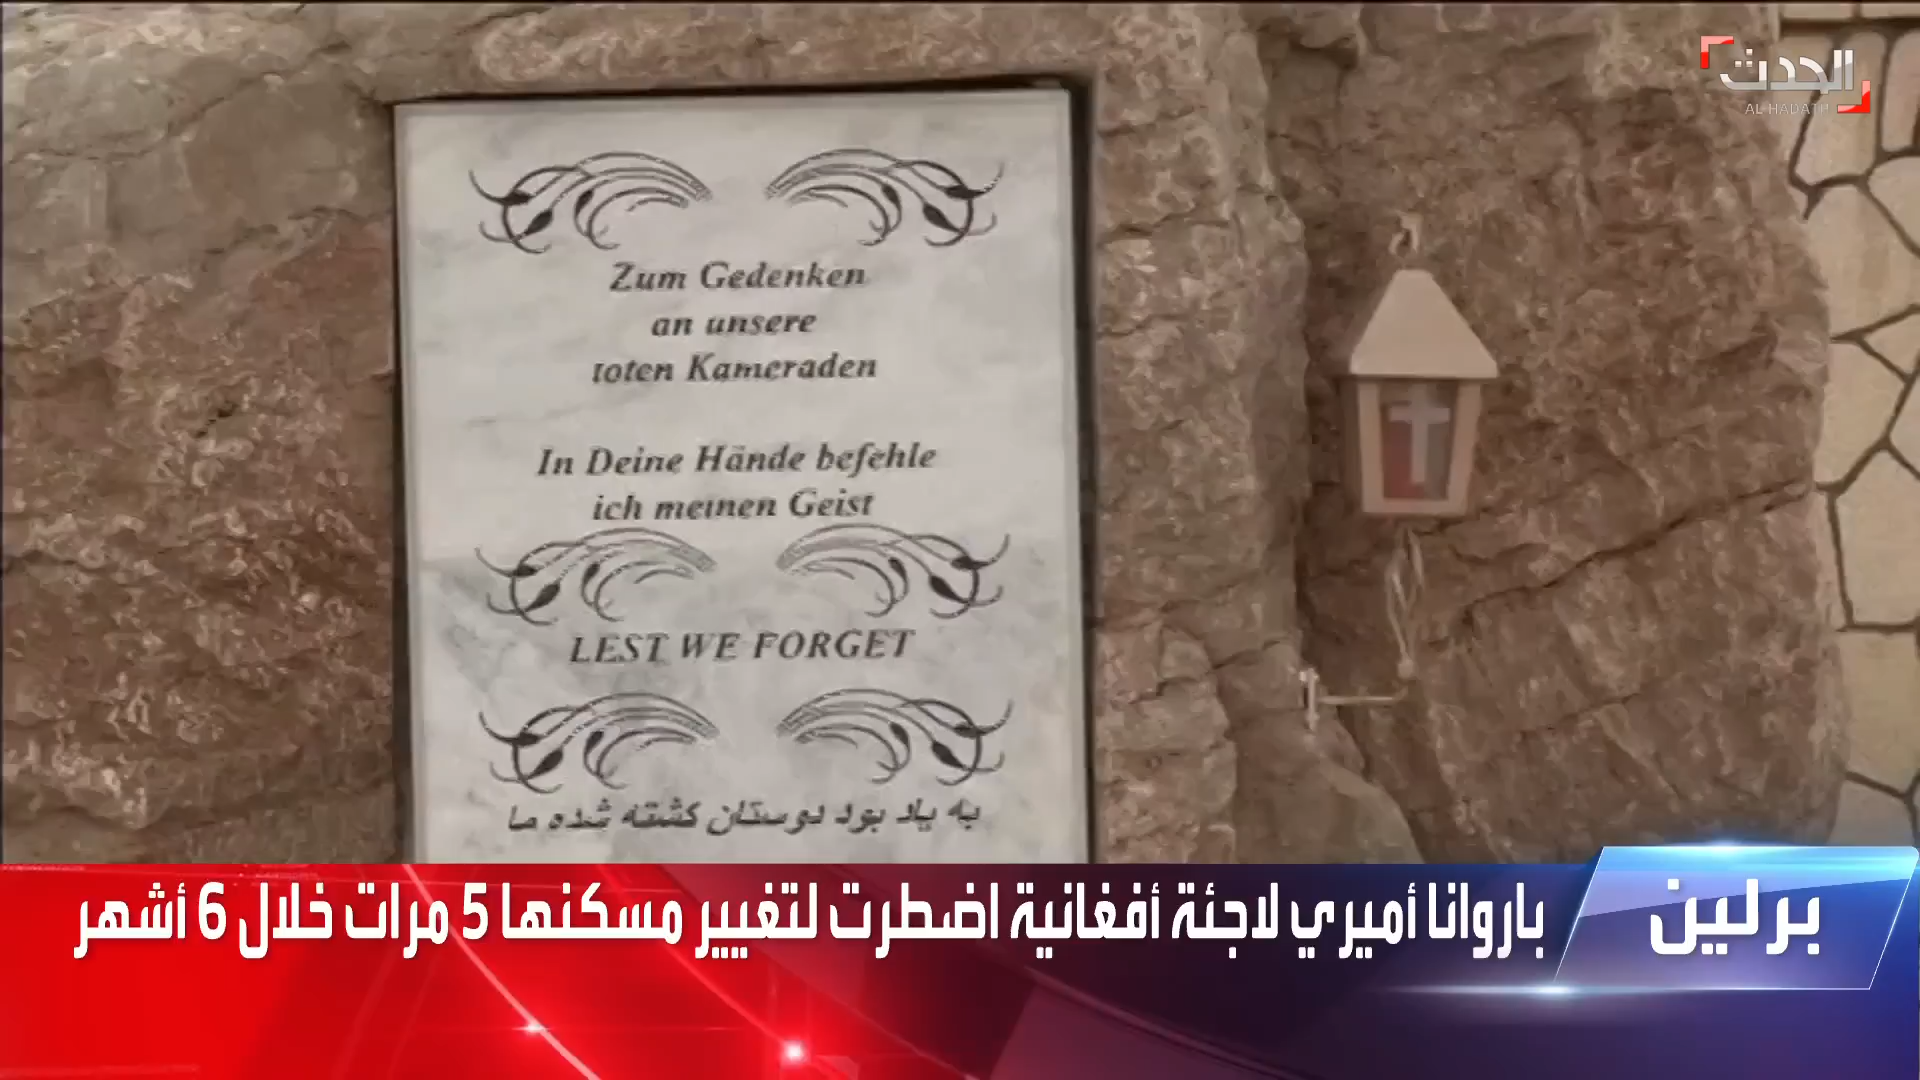 الحدث
AL HADATH
Zum Gedenken
an unsere
toten Kameraden
In Deine Hände befehle
ich meinen Geist
LEST WE FORGET
به یاد بود دوستان کشته شده ما
برلين
باروانا أميري لاجئة أفغانية اضطرت لتغيير مسكنها 5 مرات خلال 6 أشهر